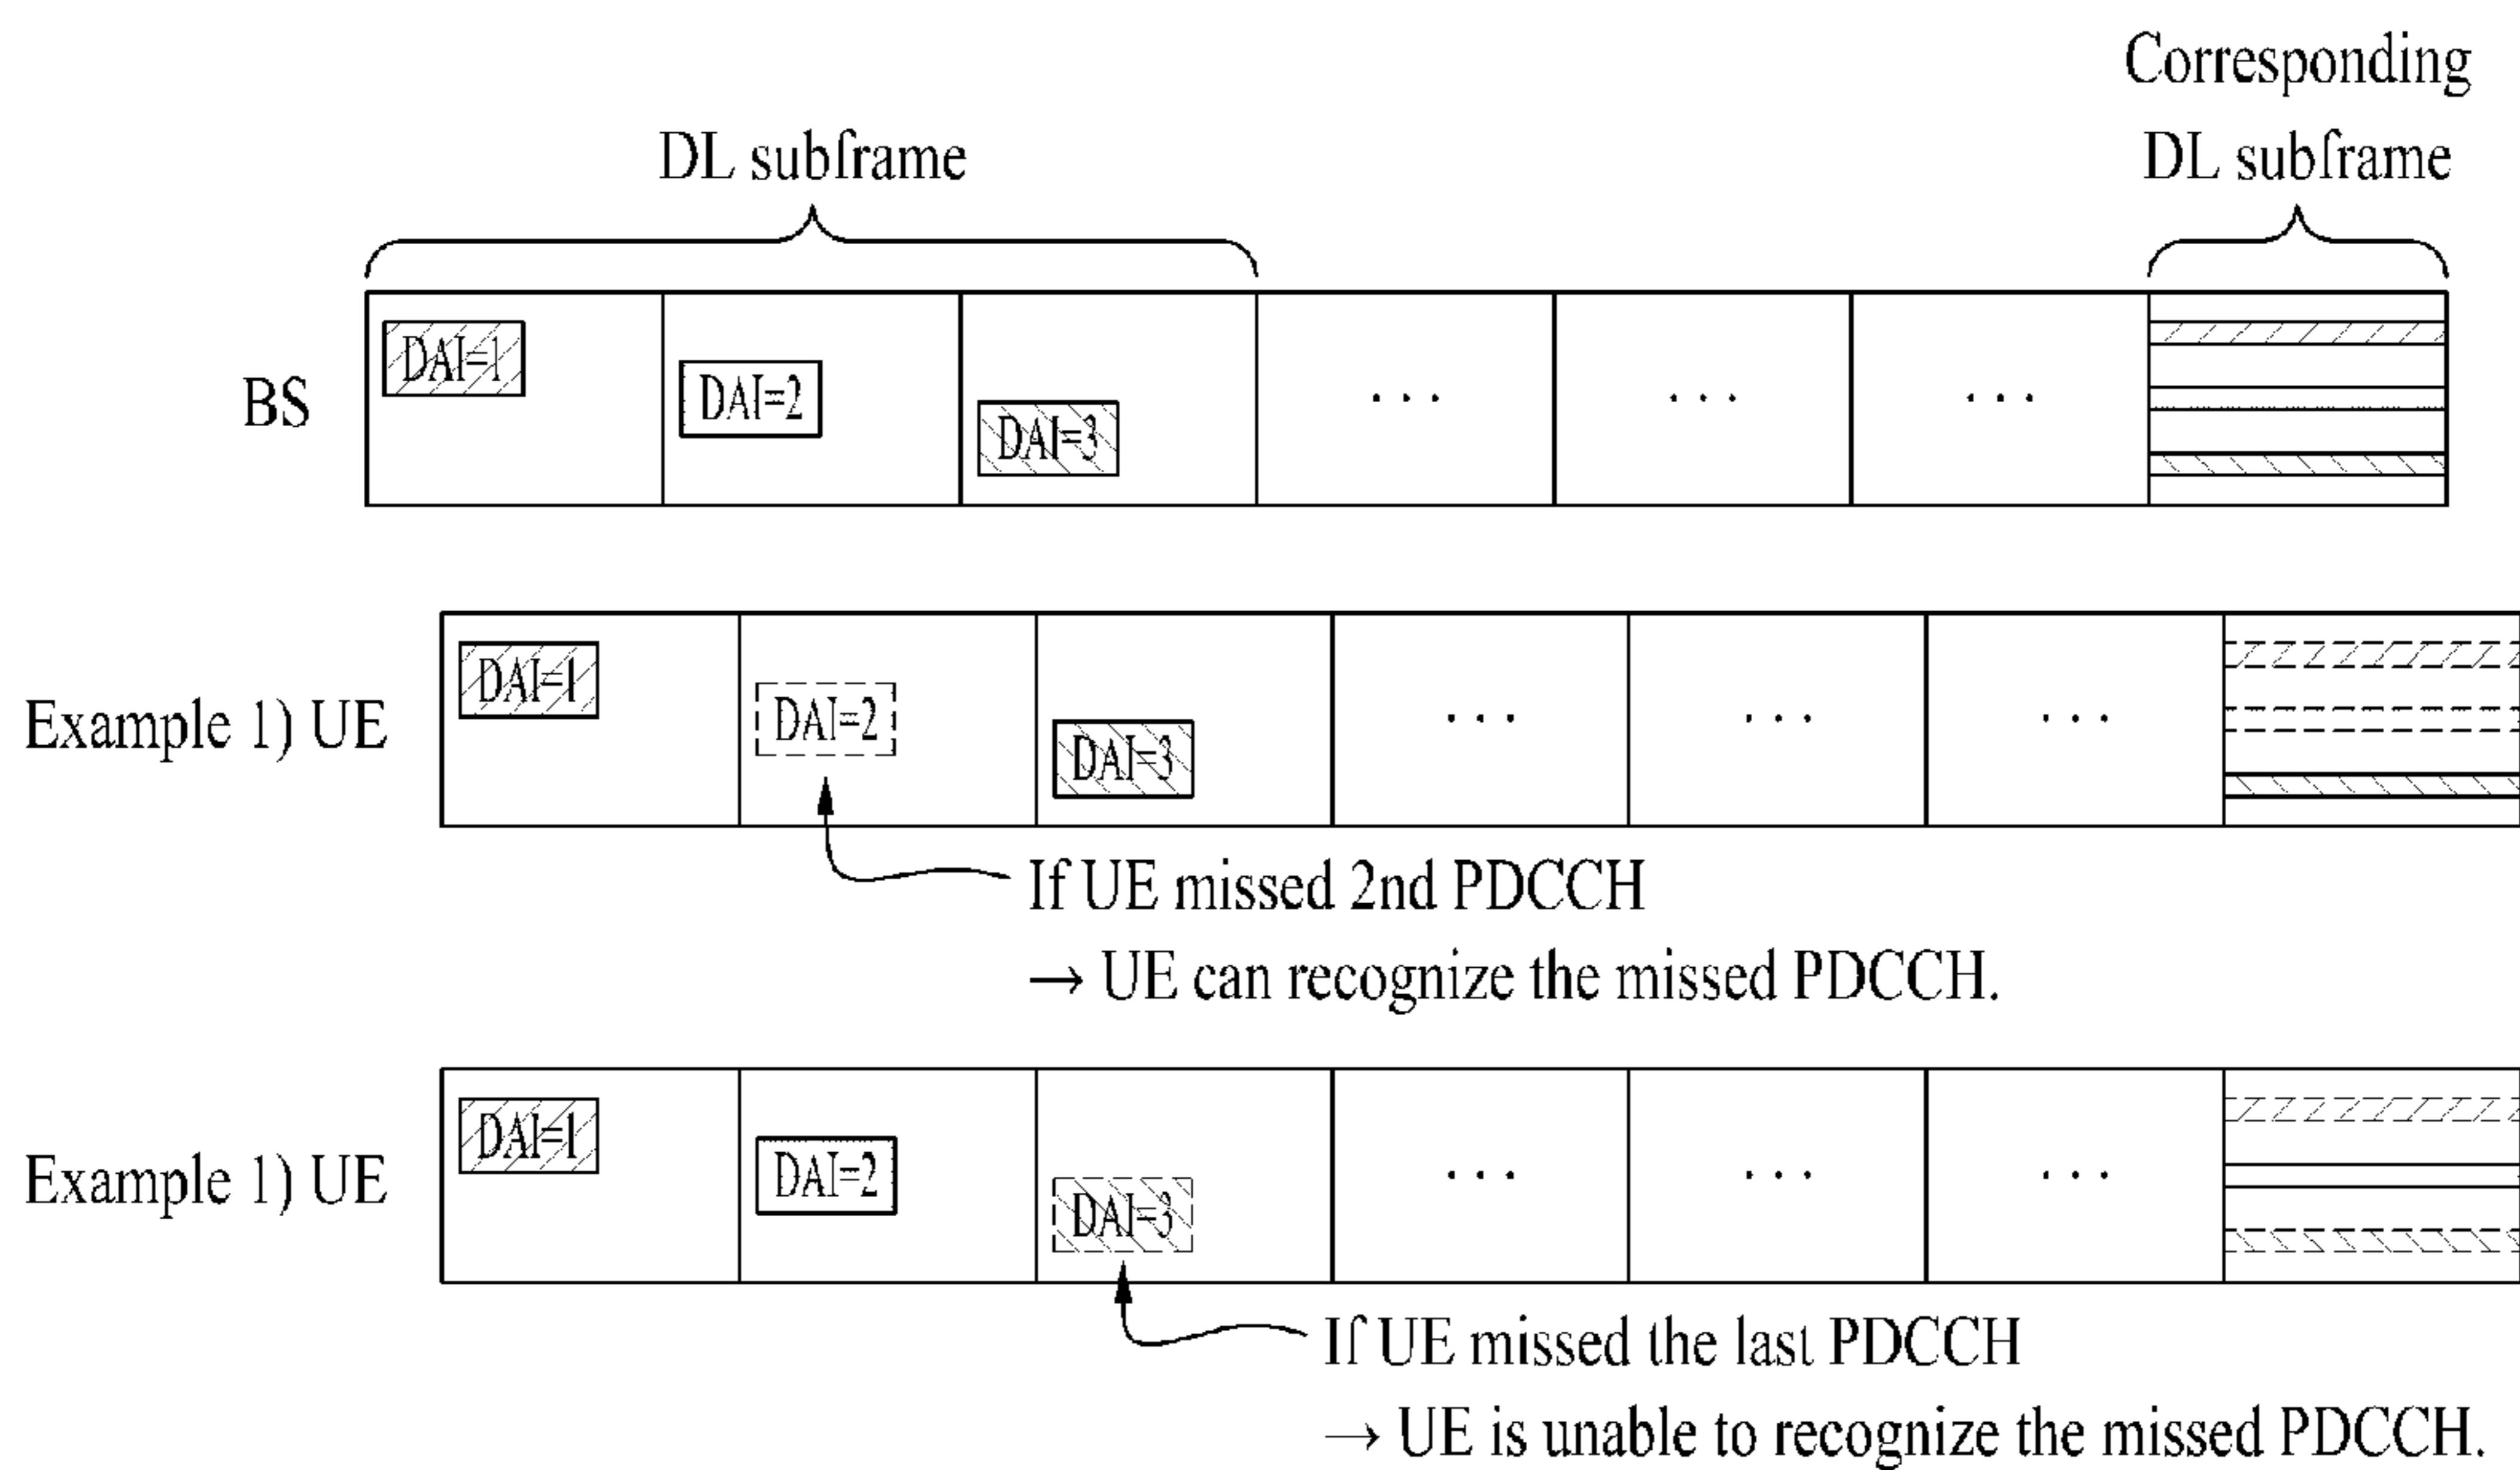 Corresponding
DL subframe
DL subframe
BS
DAI=1
DAI=2
DAI=3
...
...
...
Example 1) UE
DAI=1
DAI=2
DAI=3
...
...
...
If UE missed 2nd PDCCH
→ UE can recognize the missed PDCCH.
Example 1) UE
DAI=1
DAI=2
DAI=3
...
...
...
If UE missed the last PDCCH
→ UE is unable to recognize the missed PDCCH.